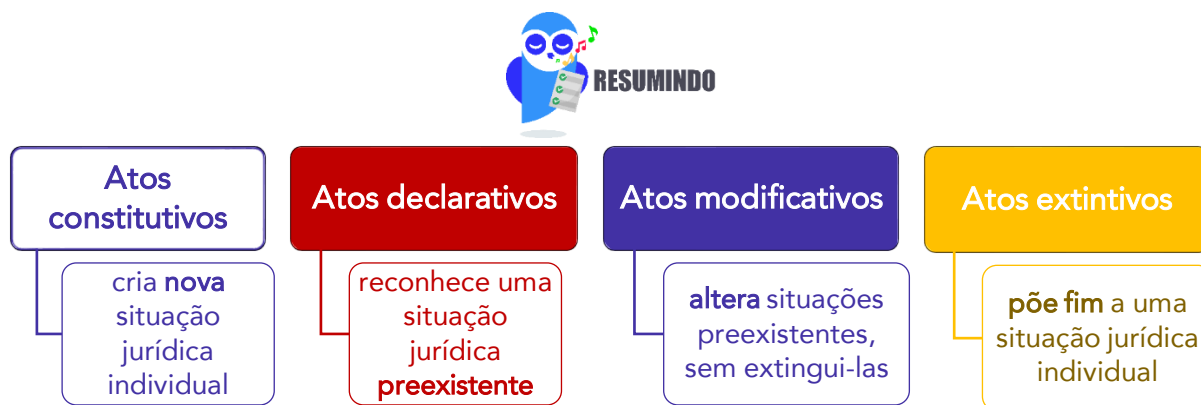 RESUMINDO
Atos
constitutivos
cria nova
situação
jurídica
individual
Atos declarativos
reconhece uma
situação
jurídica
preexistente
Atos modificativos
altera situações
preexistentes,
sem extingui-las
Atos extintivos
põe fim a uma
situação jurídica
individual